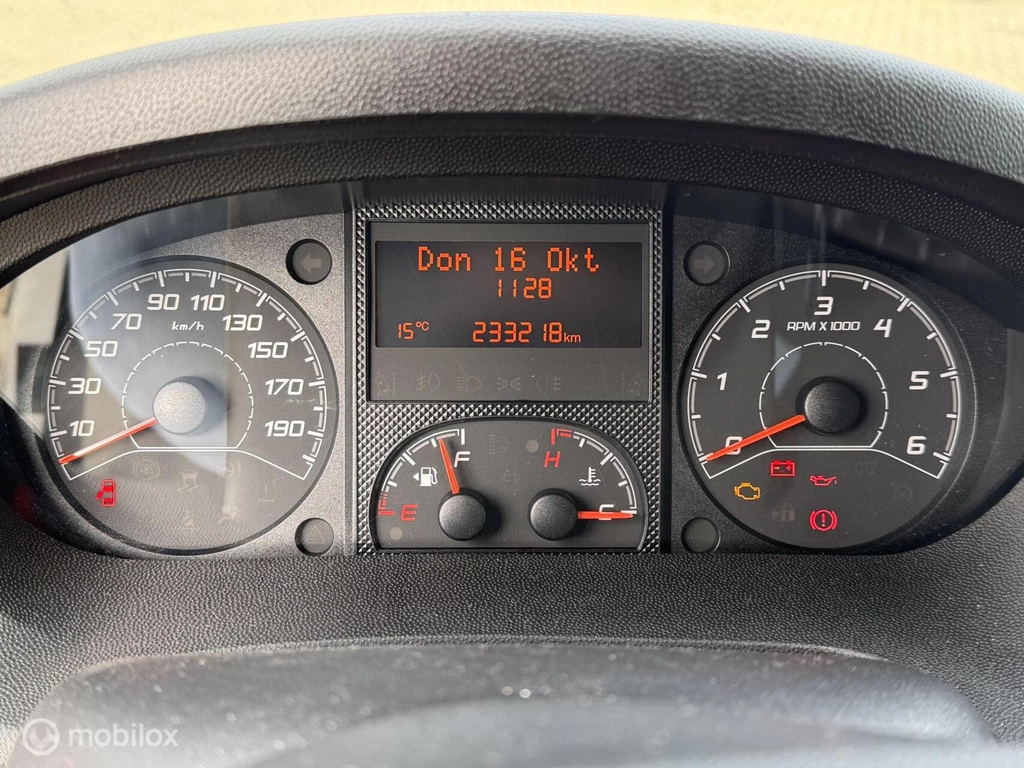 Don 16 Okt
1128
15°C 233218km
10 30 50 70 90 110 130 150 170 190
km/h
F
E
H
C
0 1 2 3 4 5 6
RPM X 1000
mobilox